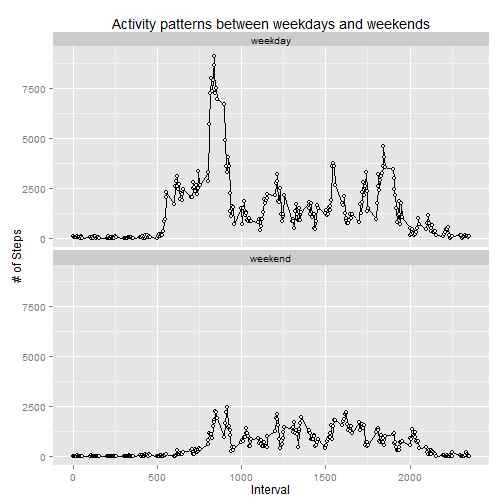 Activity patterns between weekdays and weekends
weekday
7500
5000
2500
0
weekend
7500
5000
2500
0
# of Steps
0
500
1000
1500
2000
Interval